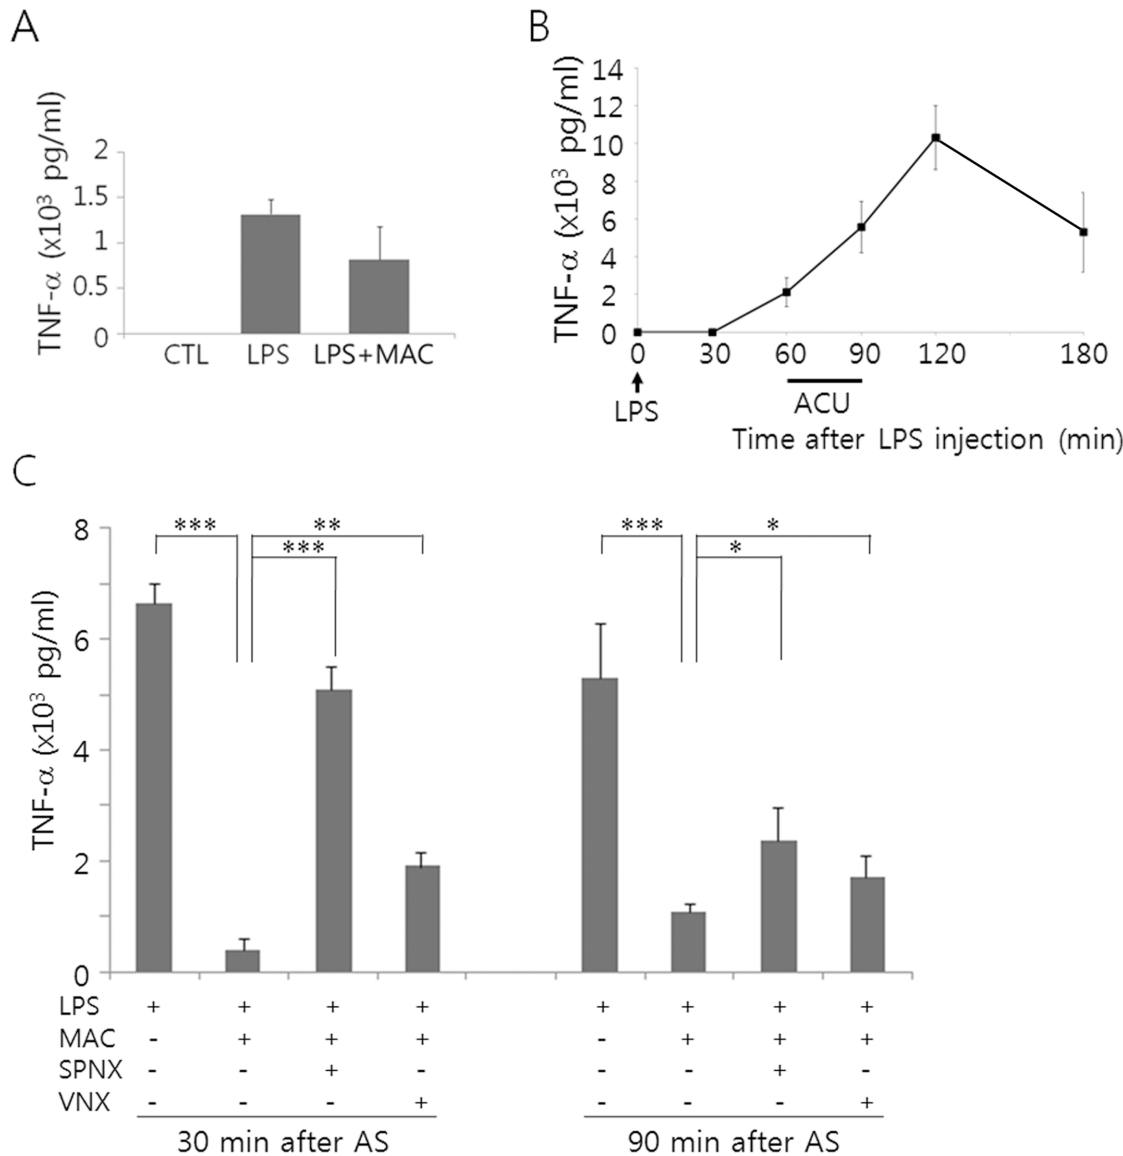 A
TNF-α (x10³ pg/ml)
2
1.5
1
0.5
0
CTL LPS LPS+MAC
B
TNF-α (x10³ pg/ml)
14
12
10
8
6
4
2
0
0 30 60 90 120 180
LPS
ACU
Time after LPS injection (min)
C
TNF-α (x10³ pg/ml)
8
6
4
2
0
*** ** ***
*** * *
LPS + + + + + + + +
MAC - + + + - + + +
SPNX - - + - - - + -
VNX - - - + - - - +
30 min after AS 90 min after AS